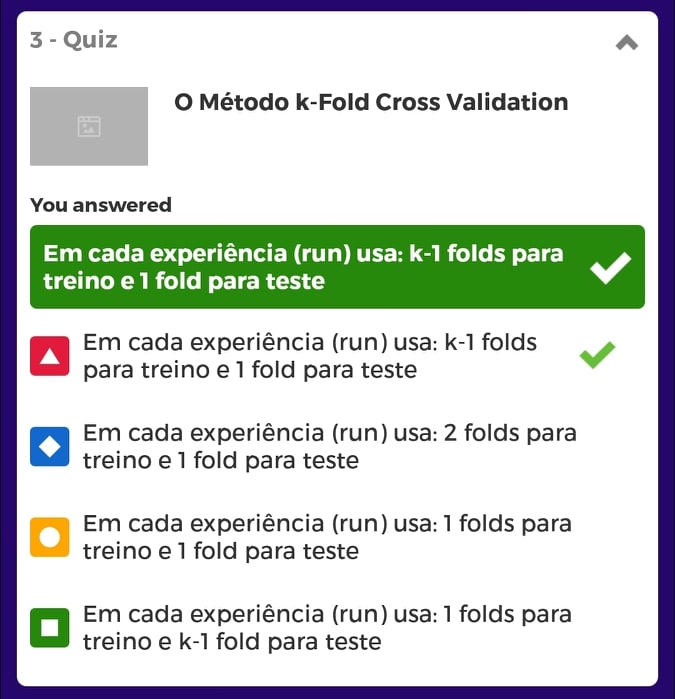 3 - Quiz
O Método k-Fold Cross Validation
You answered
Em cada experiência (run) usa: k-1 folds para
treino e 1 fold para teste
Em cada experiência (run) usa: k-1 folds
para treino e 1 fold para teste
Em cada experiência (run) usa: 2 folds para
treino e 1 fold para teste
Em cada experiência (run) usa: 1 folds para
treino e 1 fold para teste
Em cada experiência (run) usa: 1 folds para
treino e k-1 fold para teste